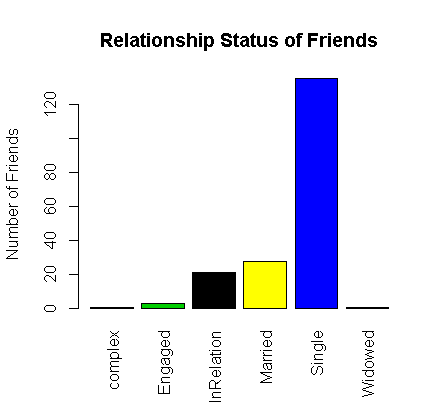 Relationship Status of Friends
Number of Friends
120
80
60
40
20
0
complex
Engaged
InRelation
Married
Single
Widowed